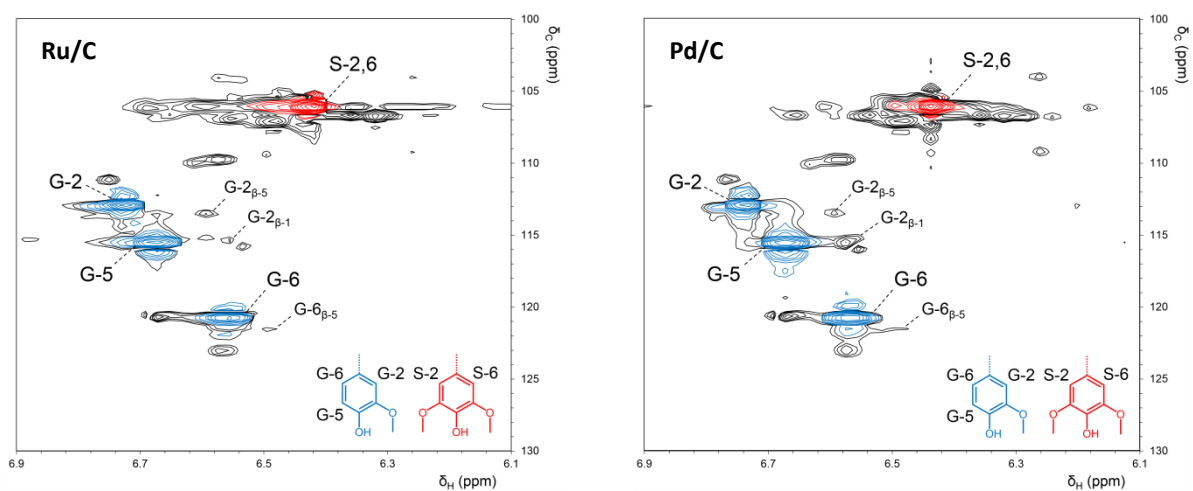 Ru/C
S-2,6
G-2
G-2β-5
G-2β-1
G-5
G-6
G-6β-5
G-6 G-2 S-2 S-6
G-5
O
O O
OH OH
100
105
110
115
120
125
130
δC (ppm)
6.9 6.7 6.5 6.3 6.1
δH (ppm)
Pd/C
S-2,6
G-2
G-2β-5
G-2β-1
G-5
G-6
G-6β-5
G-6 G-2 S-2 S-6
G-5
O
O O
OH OH
100
105
110
115
120
125
130
δC (ppm)
6.9 6.7 6.5 6.3 6.1
δH (ppm)